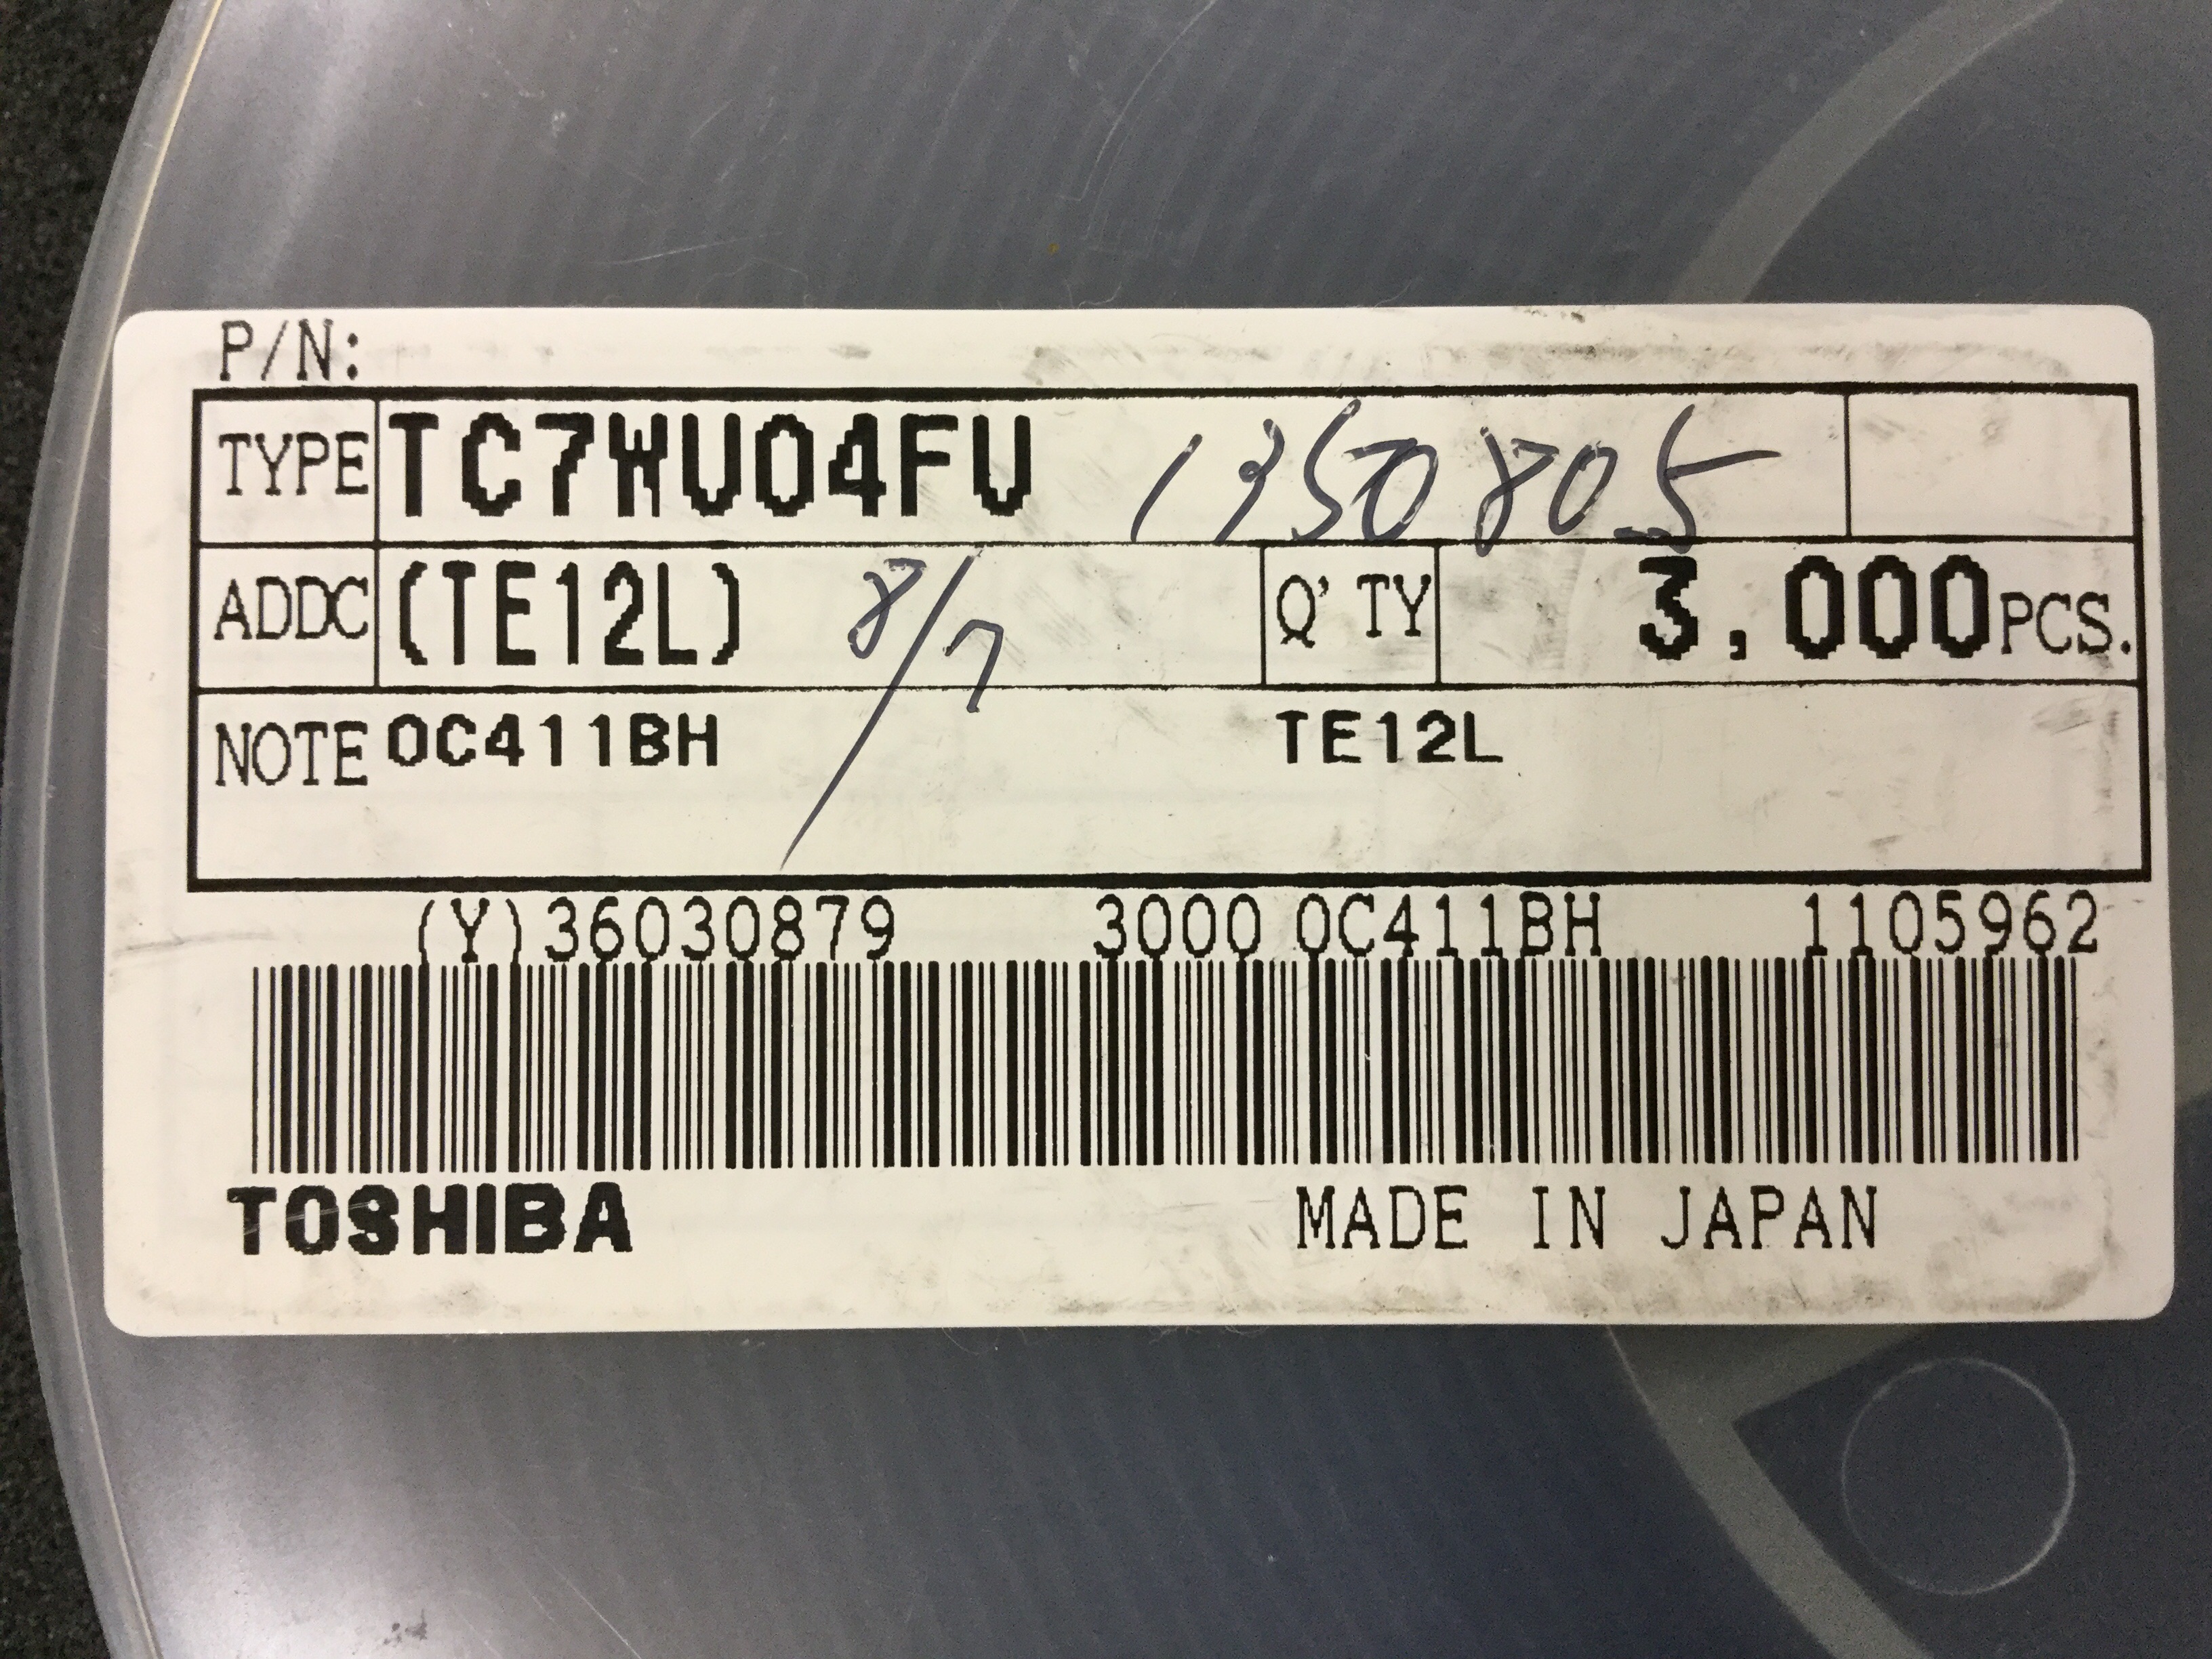 P/N:
TYPE TC7WU04FU 1350805
ADDC (TE12L) 8/7 Q'TY 3,000PCS.
NOTE 0C411BH TE12L
(Y)36030879 3000 0C411BH 1105962
TOSHIBA MADE IN JAPAN